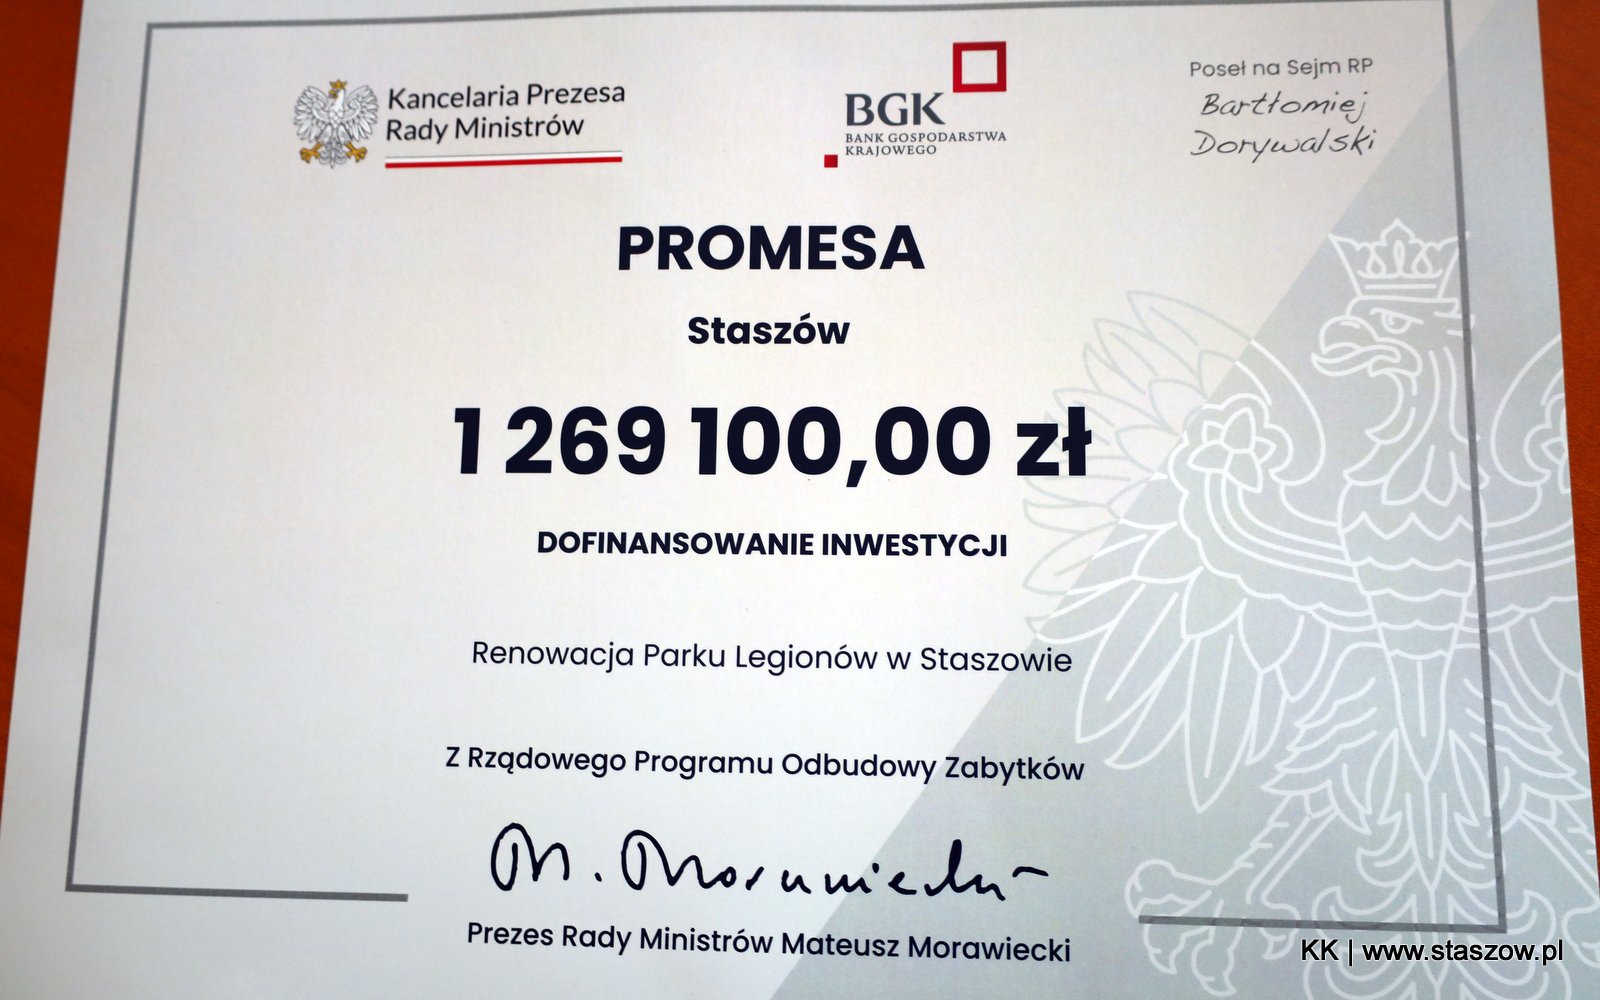 Kancelaria Prezesa
Rady Ministrów
BGK
BANK GOSPODARSTWA
KRAJOWEGO
Poseł na Sejm RP
Bartłomiej
Dorywalski
PROMESA
Staszów
1 269 100,00 zł
DOFINANSOWANIE INWESTYCJI
Renowacja Parku Legionów w Staszowie
Z Rządowego Programu Odbudowy Zabytków
M. Morawiecki
Prezes Rady Ministrów Mateusz Morawiecki
KK | www.staszow.pl